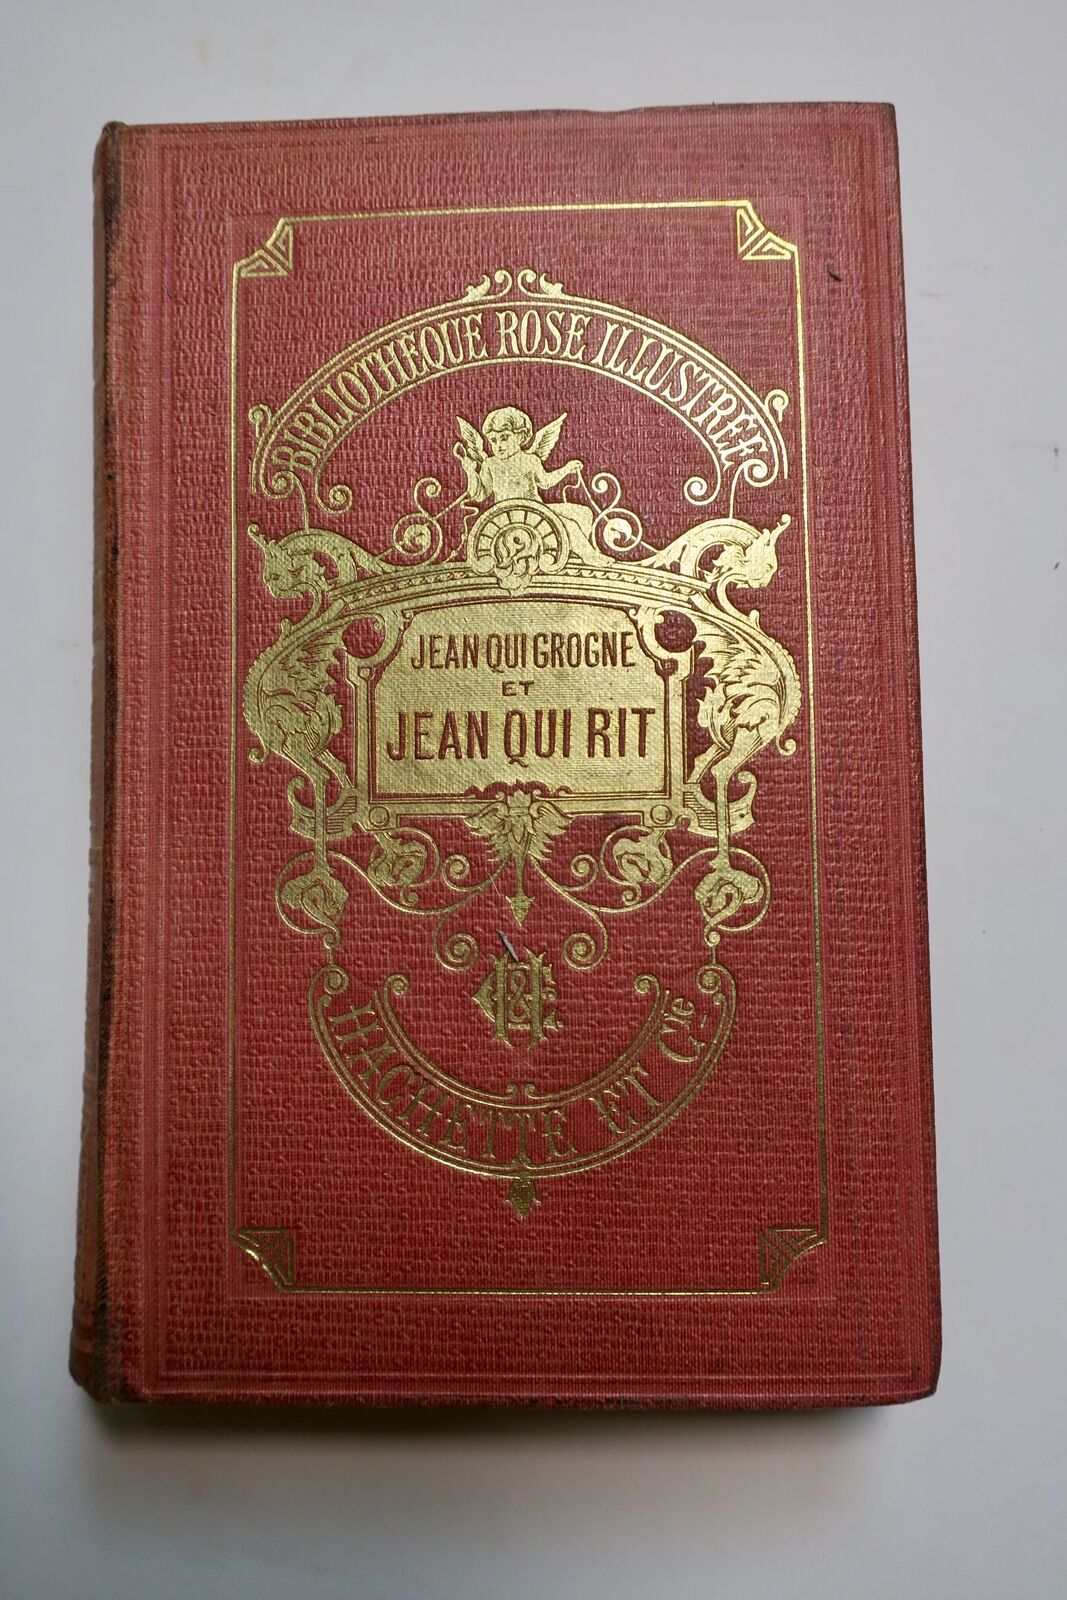 BIBLIOTHÈQUE ROSE ILLUSTRÉE
JEAN QUI GROGNE
ET
JEAN QUI RIT
H&C
HACHETTE ET Cie